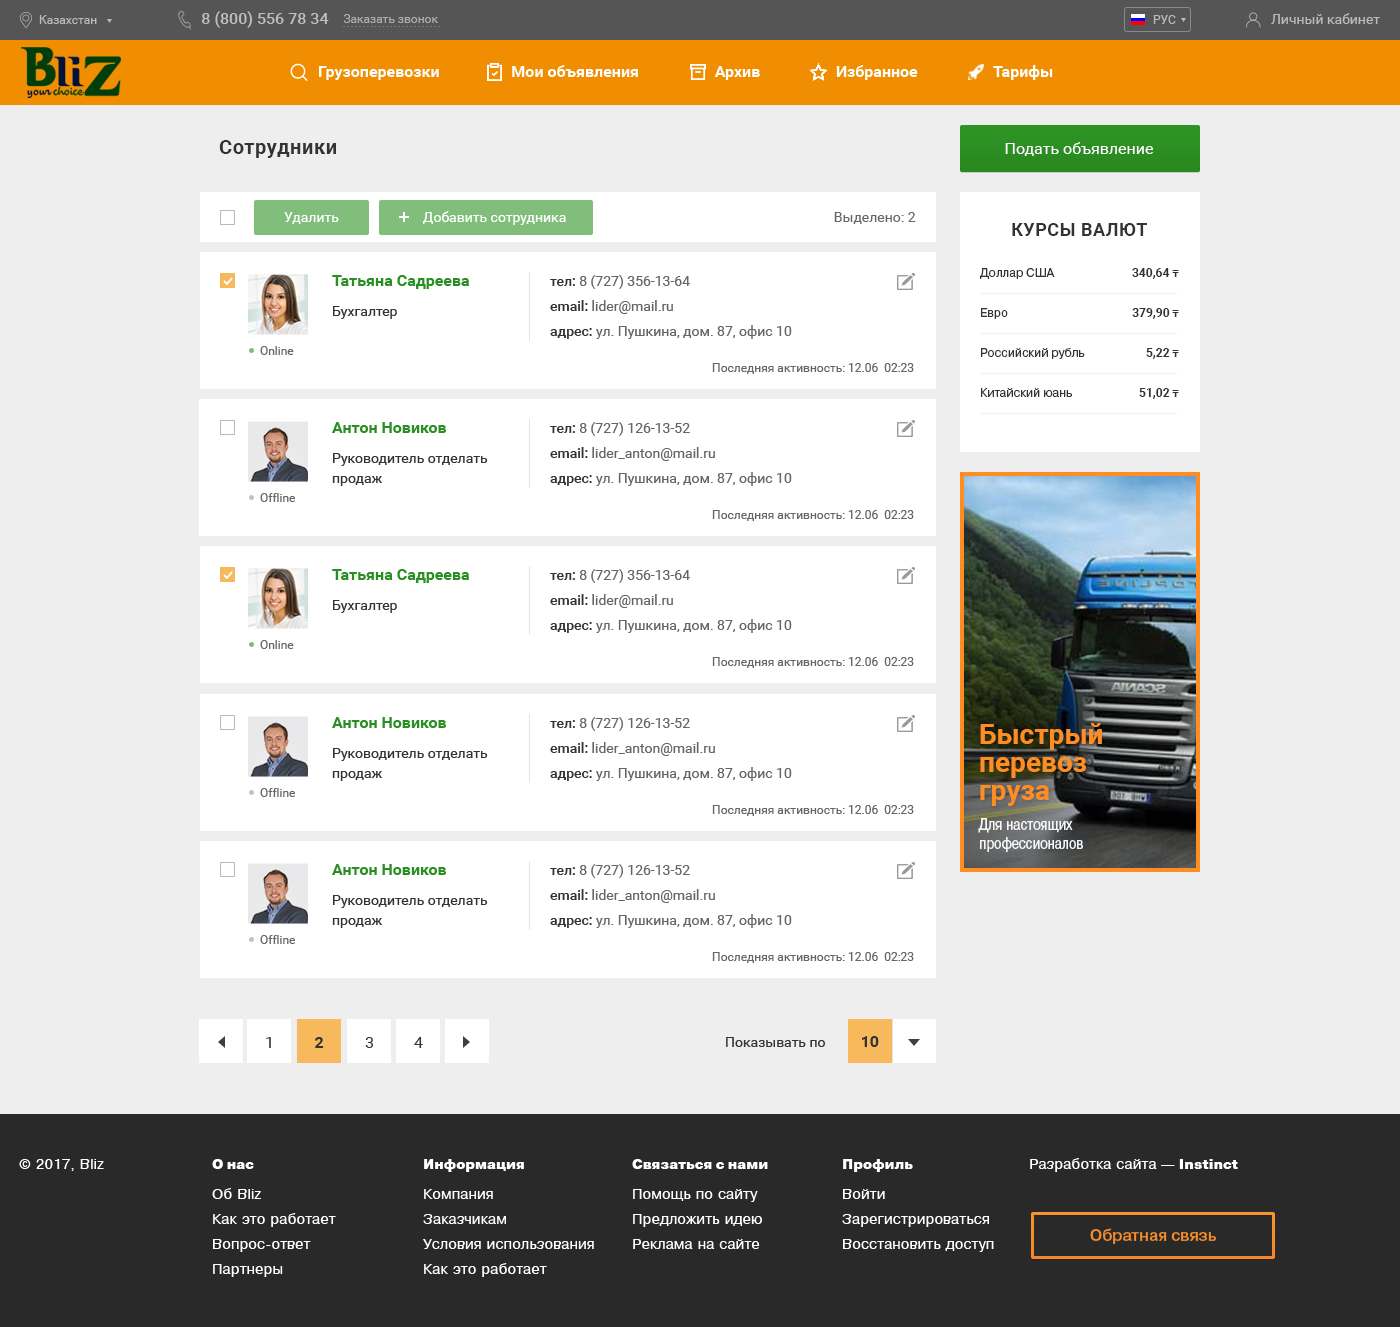 Казахстан
8 (800) 556 78 34
Заказать звонок
РУС
Личный кабинет
BLiZ
your choice
Грузоперевозки
Мои объявления
Архив
Избранное
Тарифы
Сотрудники
Подать объявление
Удалить
+ Добавить сотрудника
Выделено: 2
Татьяна Садреева
Бухгалтер
Online
тел: 8 (727) 356-13-64
email: lider@mail.ru
адрес: ул. Пушкина, дом. 87, офис 10
Последняя активность: 12.06 02:23
Антон Новиков
Руководитель отделать
продаж
Offline
тел: 8 (727) 126-13-52
email: lider_anton@mail.ru
адрес: ул. Пушкина, дом. 87, офис 10
Последняя активность: 12.06 02:23
Татьяна Садреева
Бухгалтер
Online
тел: 8 (727) 356-13-64
email: lider@mail.ru
адрес: ул. Пушкина, дом. 87, офис 10
Последняя активность: 12.06 02:23
Антон Новиков
Руководитель отделать
продаж
Offline
тел: 8 (727) 126-13-52
email: lider_anton@mail.ru
адрес: ул. Пушкина, дом. 87, офис 10
Последняя активность: 12.06 02:23
Антон Новиков
Руководитель отделать
продаж
Offline
тел: 8 (727) 126-13-52
email: lider_anton@mail.ru
адрес: ул. Пушкина, дом. 87, офис 10
Последняя активность: 12.06 02:23
КУРСЫ ВАЛЮТ
Доллар США 340,64 ₸
Евро 379,90 ₸
Российский рубль 5,22 ₸
Китайский юань 51,02 ₸
TOPLINE
SCANIA
Быстрый
перевоз
груза
Для настоящих
профессионалов
1 2 3 4
Показывать по 10
© 2017, Bliz
О нас
Об Bliz
Как это работает
Вопрос-ответ
Партнеры
Информация
Компания
Заказчикам
Условия использования
Как это работает
Связаться с нами
Помощь по сайту
Предложить идею
Реклама на сайте
Профиль
Войти
Зарегистрироваться
Восстановить доступ
Разработка сайта — Instinct
Обратная связь